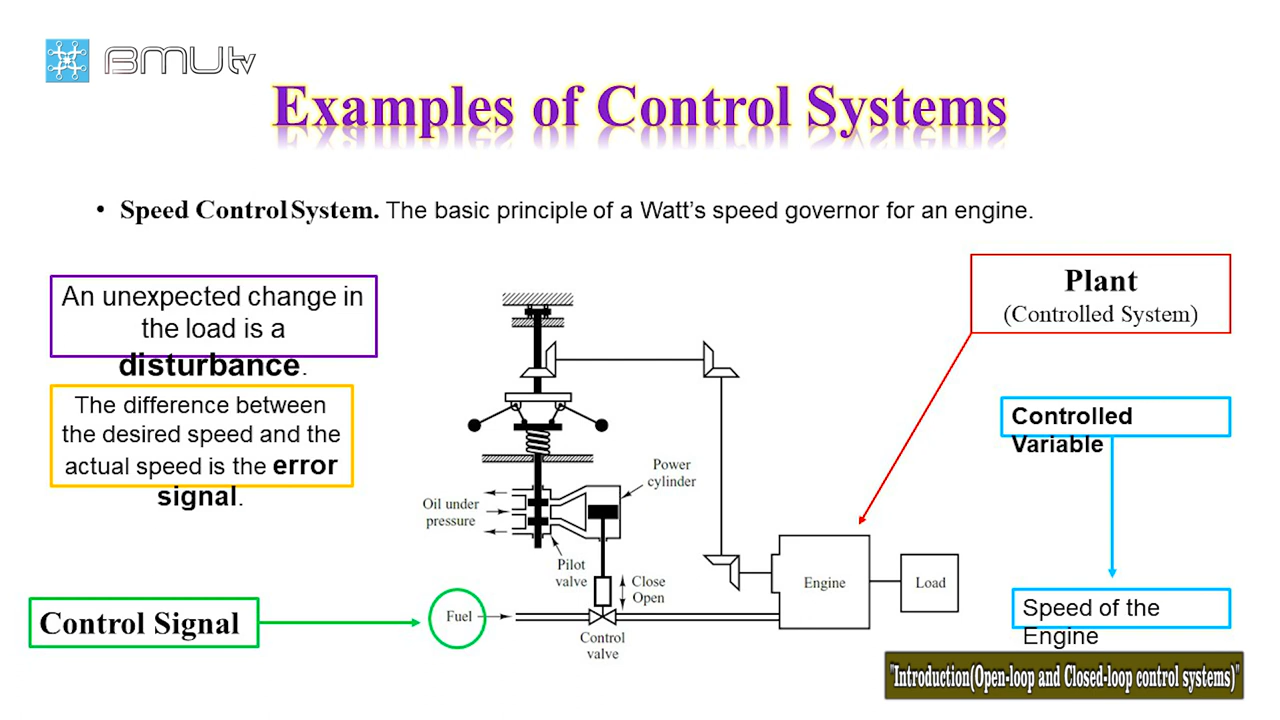 BMUtv
Examples of Control Systems
• Speed Control System. The basic principle of a Watt's speed governor for an engine.
An unexpected change in
the load is a
disturbance.
The difference between
the desired speed and the
actual speed is the error
signal.
Plant
(Controlled System)
Controlled
Variable
Power
cylinder
Oil under
pressure
Pilot
valve
Close
Open
Engine
Load
Control Signal
Fuel
Control
valve
Speed of the
Engine
"Introduction(Open-loop and Closed-loop control systems)"